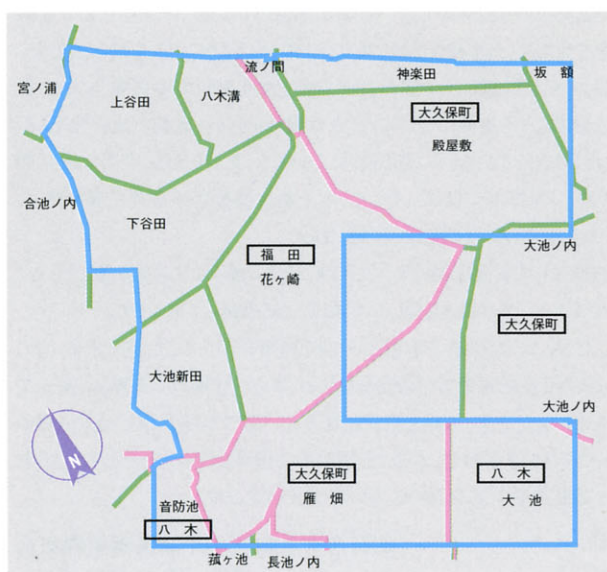 流ノ間
神楽田
坂額
宮ノ浦
上谷田
八木溝
大久保町
殿屋敷
合池ノ内
下谷田
大池ノ内
福田
花ヶ崎
大久保町
大池新田
大池ノ内
N
大久保町
雁畑
八木
大池
音防池
八木
菰ヶ池
長池ノ内